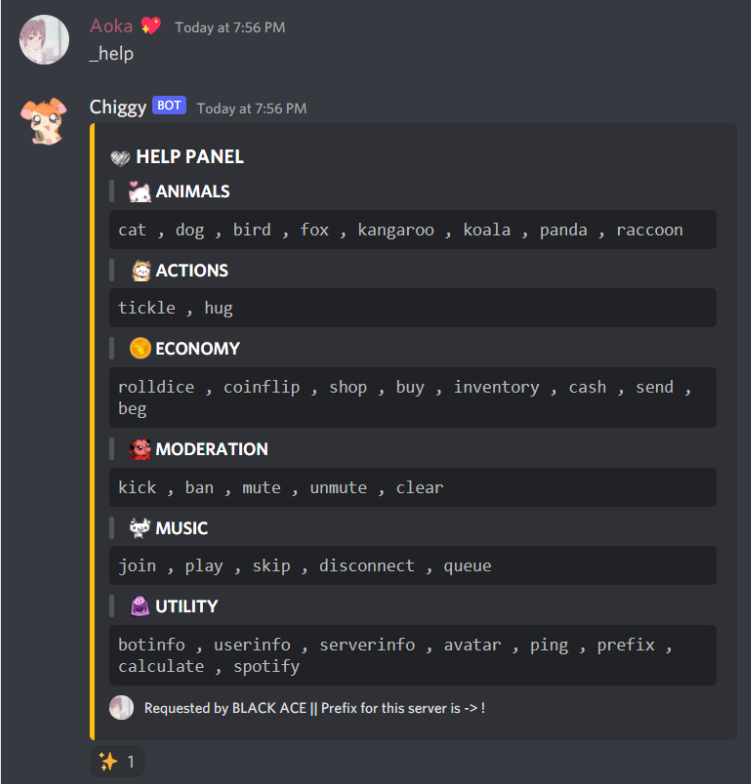 Aoka Today at 7:56 PM
_help
Chiggy BOT Today at 7:56 PM
HELP PANEL
ANIMALS
cat , dog , bird , fox , kangaroo , koala , panda , raccoon
ACTIONS
tickle , hug
ECONOMY
rolldice , coinflip , shop , buy , inventory , cash , send ,
beg
MODERATION
kick , ban , mute , unmute , clear
MUSIC
join , play , skip , disconnect , queue
UTILITY
botinfo , userinfo , serverinfo , avatar , ping , prefix ,
calculate , spotify
Requested by BLACK ACE || Prefix for this server is -> !
1